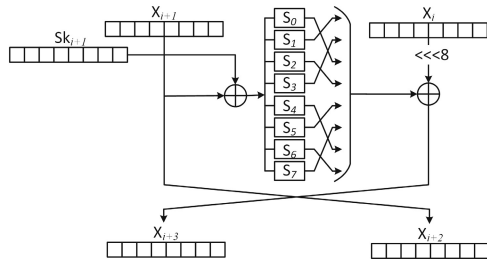 X_{i+1}
X_i
Sk_{i+1}
<<<8
S_0
S_1
S_2
S_3
S_4
S_5
S_6
S_7
X_{i+3}
X_{i+2}